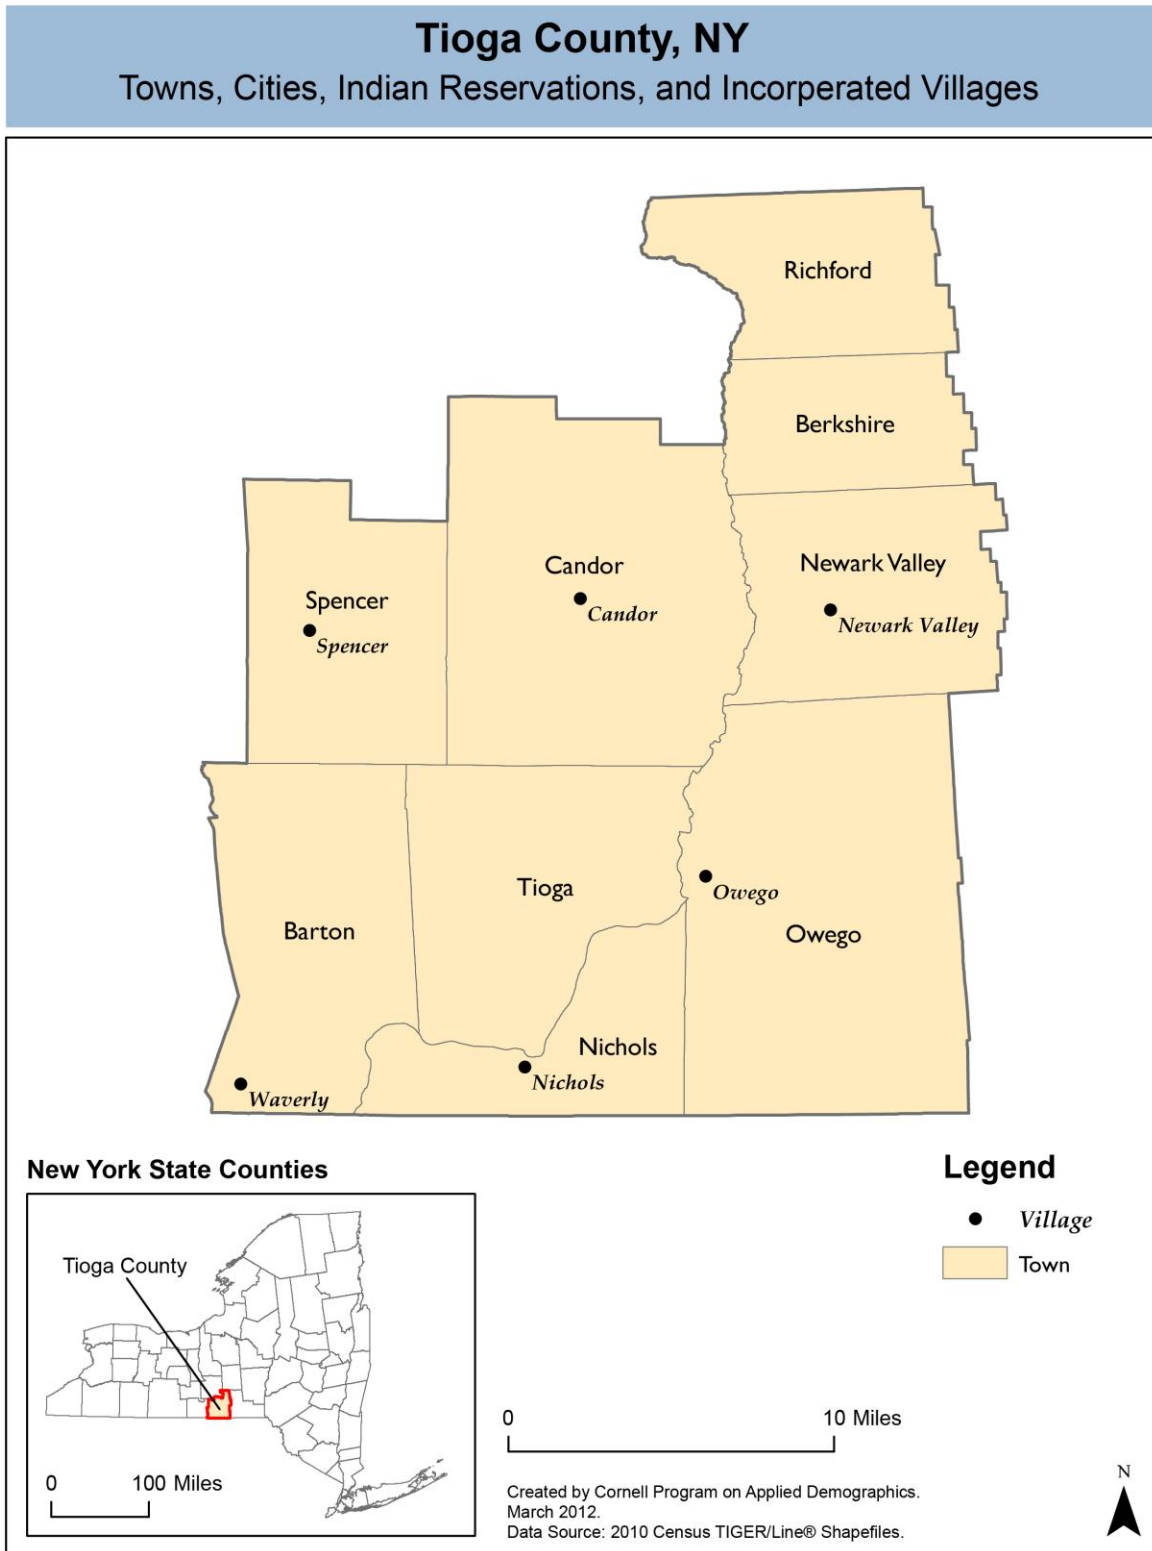 Tioga County, NY
Towns, Cities, Indian Reservations, and Incorperated Villages
Richford
Berkshire
Newark Valley
Newark Valley
Candor
Candor
Spencer
Spencer
Tioga
Owego
Owego
Barton
Nichols
Nichols
Waverly
New York State Counties
Tioga County
0 100 Miles
Legend
Village
Town
0 10 Miles
Created by Cornell Program on Applied Demographics.
March 2012.
Data Source: 2010 Census TIGER/Line® Shapefiles.
N